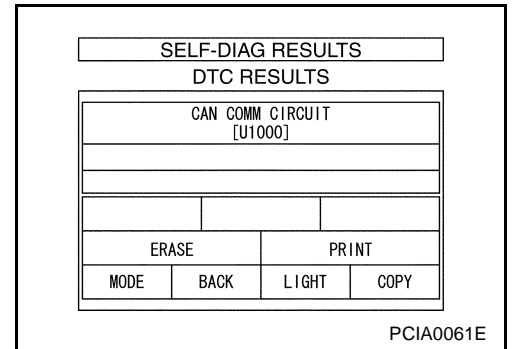 SELF-DIAG RESULTS
DTC RESULTS
CAN COMM CIRCUIT
[U1000]
ERASE PRINT
MODE BACK LIGHT COPY
PCIA0061E